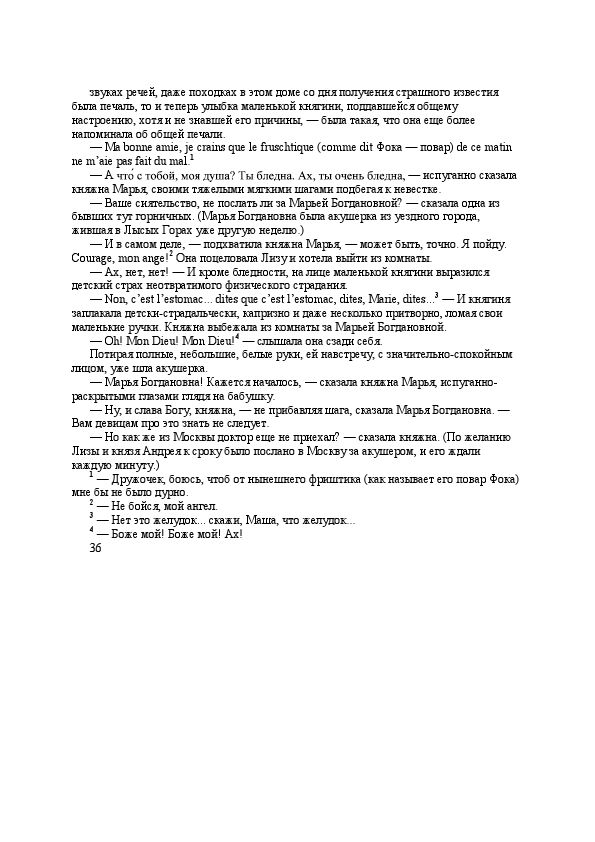 звуках речей, даже походках в этом доме со дня получения страшного известия
была печаль, то и теперь улыбка маленькой княгини, поддавшейся общему
настроению, хотя и не знавшей его причины, — была такая, что она еще более
напоминала об общей печали.
— Ma bonne amie, je crains que le fruschtique (comme dit Фока — повар) de ce matin
ne m’aie pas fait du mal.¹
— А что́ с тобой, моя душа? Ты бледна. Ах, ты очень бледна, — испуганно сказала
княжна Марья, своими тяжелыми мягкими шагами подбегая к невестке.
— Ваше сиятельство, не послать ли за Марьей Богдановной? — сказала одна из
бывших тут горничных. (Марья Богдановна была акушерка из уездного города,
жившая в Лысых Горах уже другую неделю.)
— И в самом деле, — подхватила княжна Марья, — может быть, точно. Я пойду.
Courage, mon ange!² Она поцеловала Лизу и хотела выйти из комнаты.
— Ах, нет, нет! — И кроме бледности, на лице маленькой княгини выразился
детский страх неотвратимого физического страдания.
— Non, c’est l’estomac... dites que c’est l’estomac, dites, Marie, dites...³ — И княгиня
заплакала детски-страдальчески, капризно и даже несколько притворно, ломая свои
маленькие ручки. Княжна выбежала из комнаты за Марьей Богдановной.
— Oh! Mon Dieu! Mon Dieu!⁴ — слышала она сзади себя.
Потирая полные, небольшие, белые руки, ей навстречу, с значительно-спокойным
лицом, уже шла акушерка.
— Марья Богдановна! Кажется началось, — сказала княжна Марья, испуганно-
раскрытыми глазами глядя на бабушку.
— Ну, и слава Богу, княжна, — не прибавляя шага, сказала Марья Богдановна. —
Вам девицам про это знать не следует.
— Но как же из Москвы доктор еще не приехал? — сказала княжна. (По желанию
Лизы и князя Андрея к сроку было послано в Москву за акушером, и его ждали
каждую минуту.)
¹ — Дружочек, боюсь, чтоб от нынешнего фриштика (как называет его повар Фока)
мне бы не было дурно.
² — Не бойся, мой ангел.
³ — Нет это желудок... скажи, Маша, что желудок...
⁴ — Боже мой! Боже мой! Ах!
36